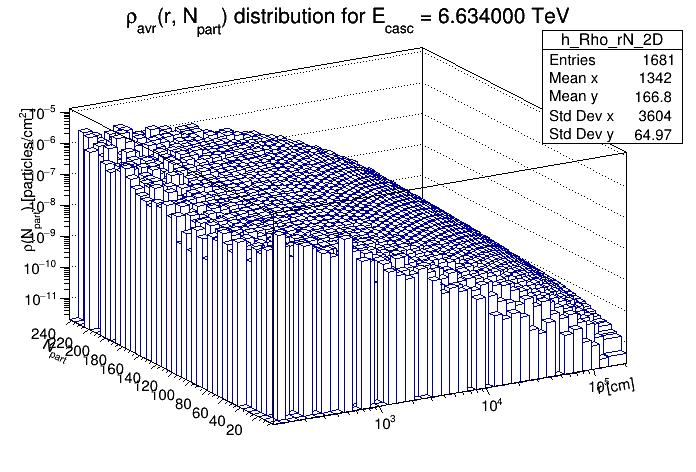 ρavr(r, Npart) distribution for Ecasc = 6.634000 TeV
h_Rho_rN_2D
Entries 1681
Mean x 1342
Mean y 166.8
Std Dev x 3604
Std Dev y 64.97
ρ(Npart), [particles/cm²]
10⁻⁵
10⁻⁶
10⁻⁷
10⁻⁸
10⁻⁹
10⁻¹⁰
10⁻¹¹
240
220
200
180
160
140
120
100
80
60
40
20
Npart
10³
10⁴
10⁵
[cm]